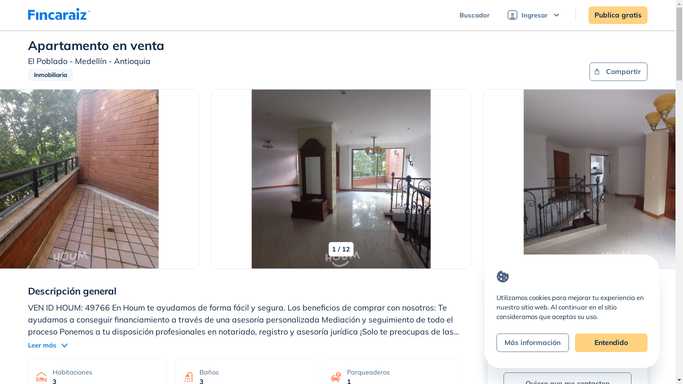 Fincaraiz
Buscador
Ingresar
Publica gratis
Apartamento en venta
El Poblado - Medellín - Antioquia
Inmobiliaria
Compartir
HOUM
1 / 12
HOUM
HOUM
Descripción general
VEN ID HOUM: 49766 En Houm te ayudamos de forma fácil y segura. Los beneficios de comprar con nosotros: Te
ayudamos a conseguir financiamiento a través de una asesoría personalizada Mediación y seguimiento de todo el
proceso Ponemos a tu disposición profesionales en notariado, registro y asesoría jurídica ¡Solo te preocupas de las...
Leer más
Habitaciones
3
Baños
3
Parqueaderos
1
Utilizamos cookies para mejorar tu experiencia en
nuestro sitio web. Al continuar en el sitio
consideramos que aceptas su uso.
Más información
Entendido
Quiero que me contacten